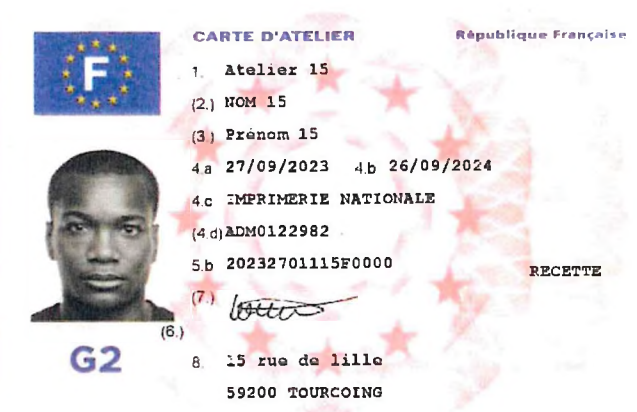 CARTE D'ATELIER République Française
F
1. Atelier 15
(2.) NOM 15
(3.) Prénom 15
4.a 27/09/2023 4.b 26/09/2024
4.c IMPRIMERIE NATIONALE
(4.d) ADM0122982
5.b 20232701115F0000
RECETTE
(7.)
(6.)
G2
8. 15 rue de lille
59200 TOURCOING